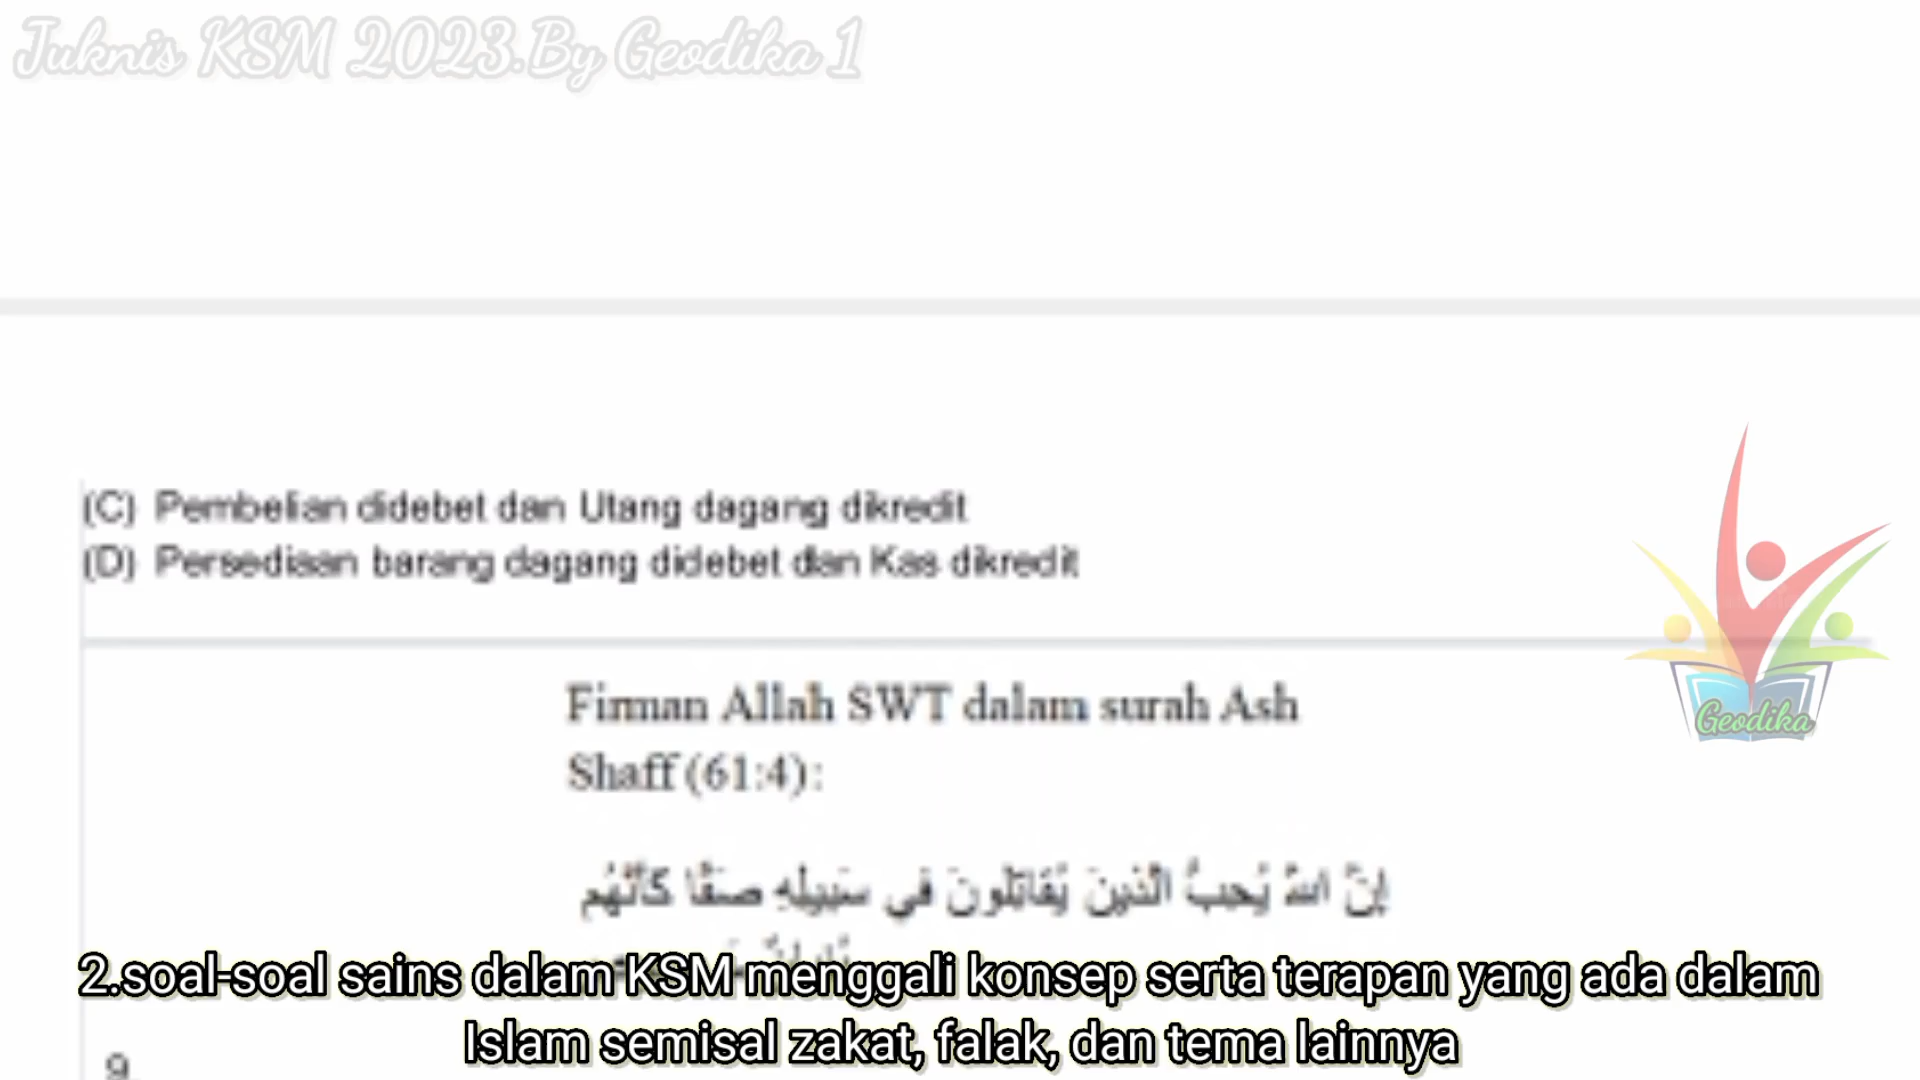 Juknis KSM 2023.By Geodika 1
(C) Pembelian didebet dan Utang dagang dikredit
(D) Persediaan barang dagang didebet dan Kas dikredit
Firman Allah SWT dalam surah Ash
Shaff (61:4):
إِنَّ اللَّهَ يُحِبُّ الَّذِينَ يُقَاتِلُونَ فِي سَبِيلِهِ صَفًّا كَأَنَّهُم
Geodika
2.soal-soal sains dalam KSM menggali konsep serta terapan yang ada dalam
Islam semisal zakat, falak, dan tema lainnya
9.